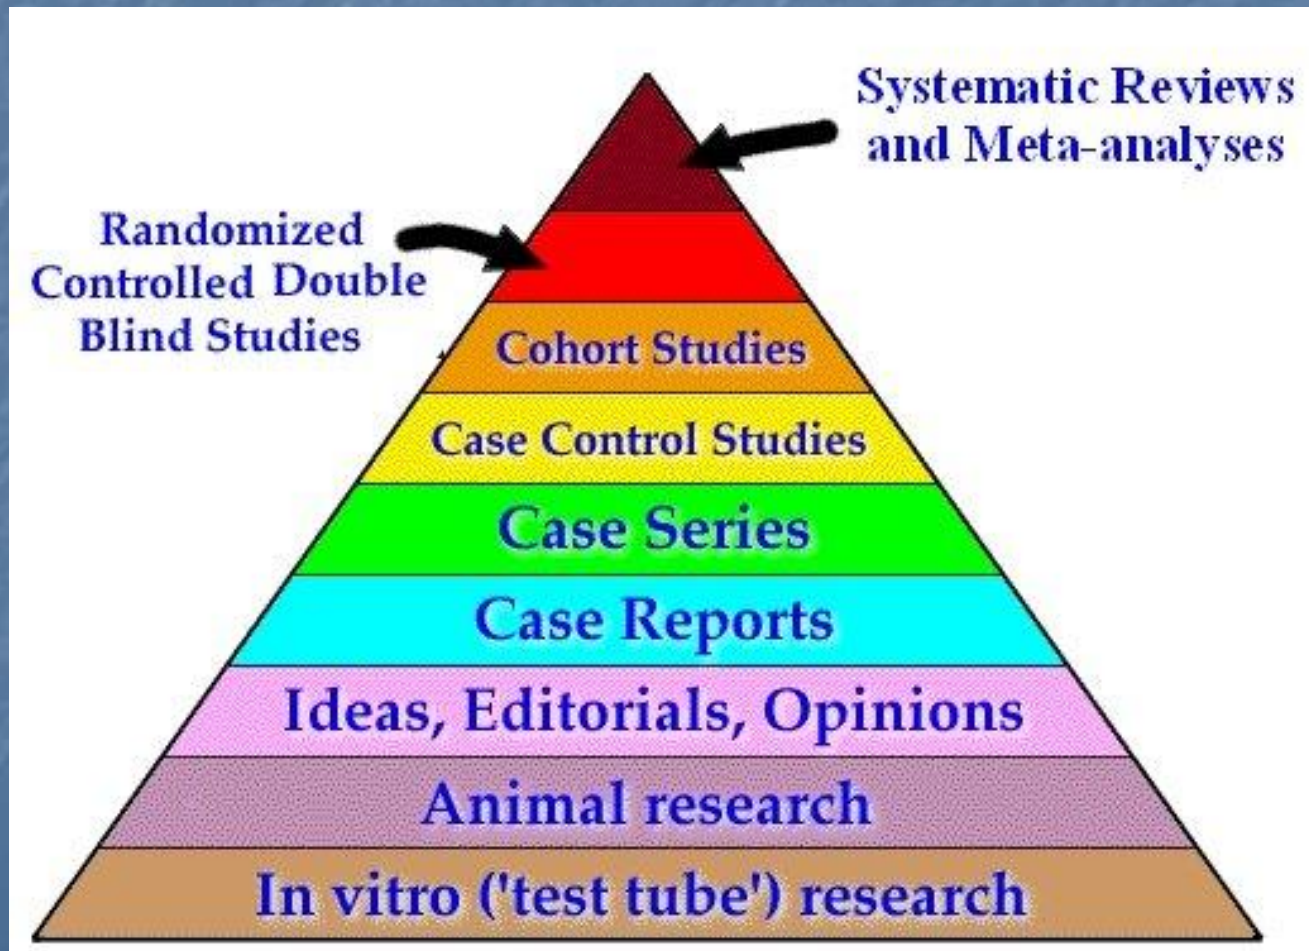 Systematic Reviews
and Meta-analyses
Randomized
Controlled Double
Blind Studies
Cohort Studies
Case Control Studies
Case Series
Case Reports
Ideas, Editorials, Opinions
Animal research
In vitro ('test tube') research